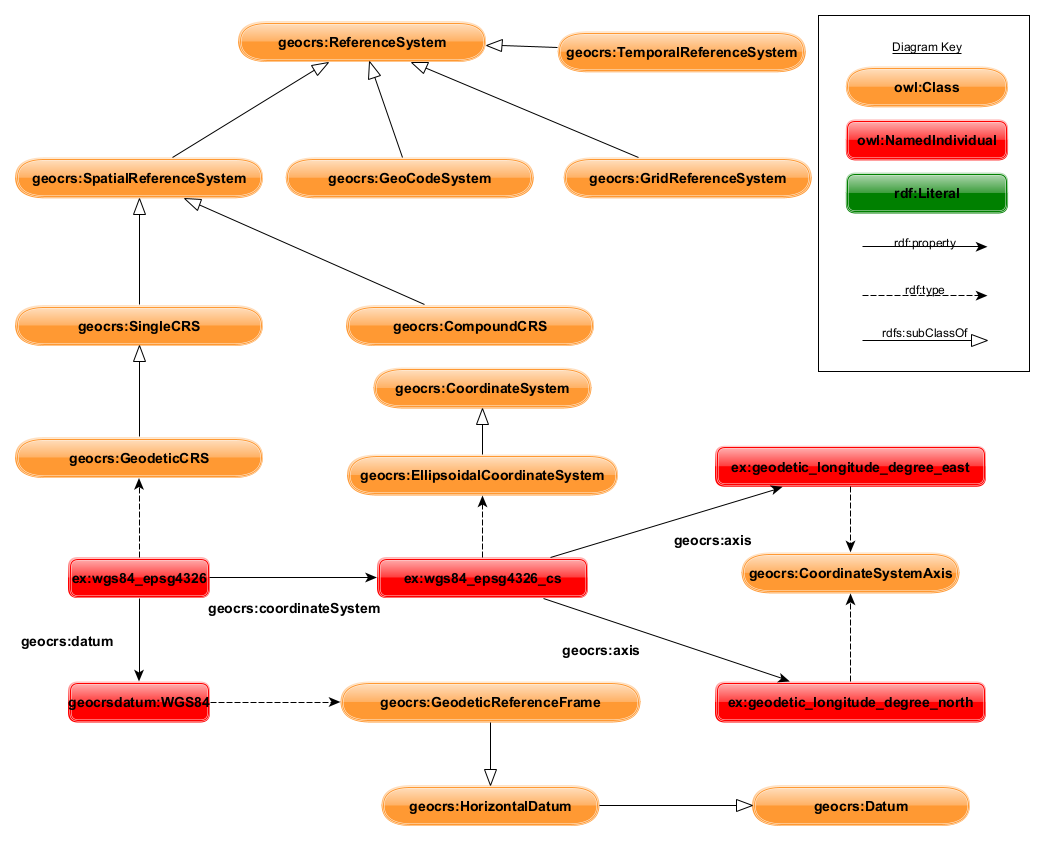 geocrs:ReferenceSystem
geocrs:TemporalReferenceSystem
Diagram Key
owl:Class
owl:NamedIndividual
rdf:Literal
rdf:property
rdf:type
rdfs:subClassOf
geocrs:SpatialReferenceSystem
geocrs:GeoCodeSystem
geocrs:GridReferenceSystem
geocrs:SingleCRS
geocrs:CompoundCRS
geocrs:CoordinateSystem
geocrs:GeodeticCRS
geocrs:EllipsoidalCoordinateSystem
ex:geodetic_longitude_degree_east
geocrs:axis
geocrs:CoordinateSystemAxis
ex:wgs84_epsg4326
ex:wgs84_epsg4326_cs
geocrs:coordinateSystem
geocrs:datum
geocrs:axis
geocrsdatum:WGS84
geocrs:GeodeticReferenceFrame
ex:geodetic_longitude_degree_north
geocrs:HorizontalDatum
geocrs:Datum